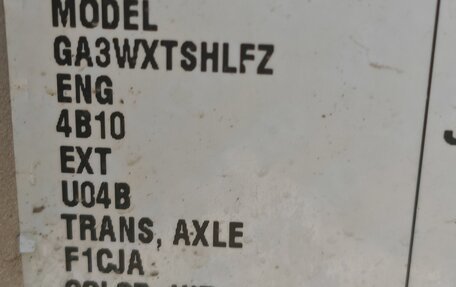 MODEL
GA3WXTSHLFZ
ENG
4B10
EXT
U04B
TRANS, AXLE
F1CJA